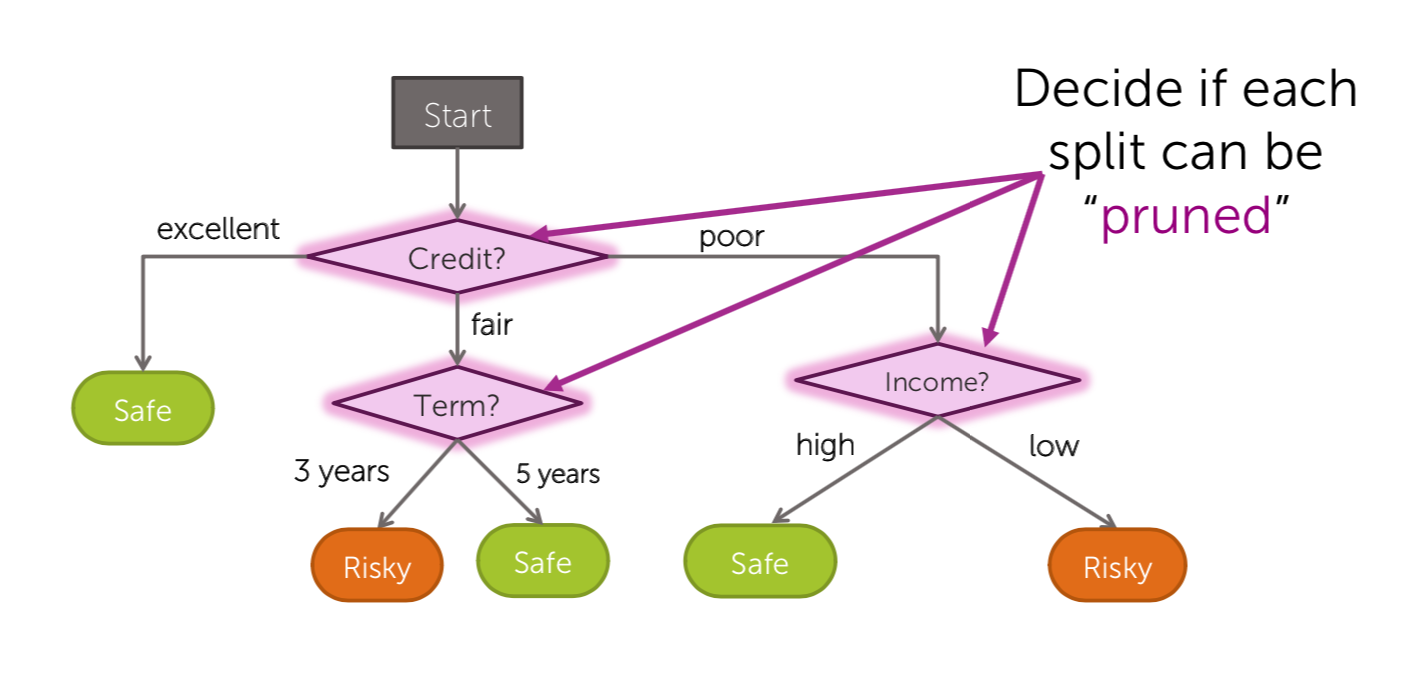 Decide if each
split can be
“pruned”
Start
excellent
Credit?
poor
fair
Safe
Term?
Income?
3 years
5 years
high
low
Risky
Safe
Safe
Risky